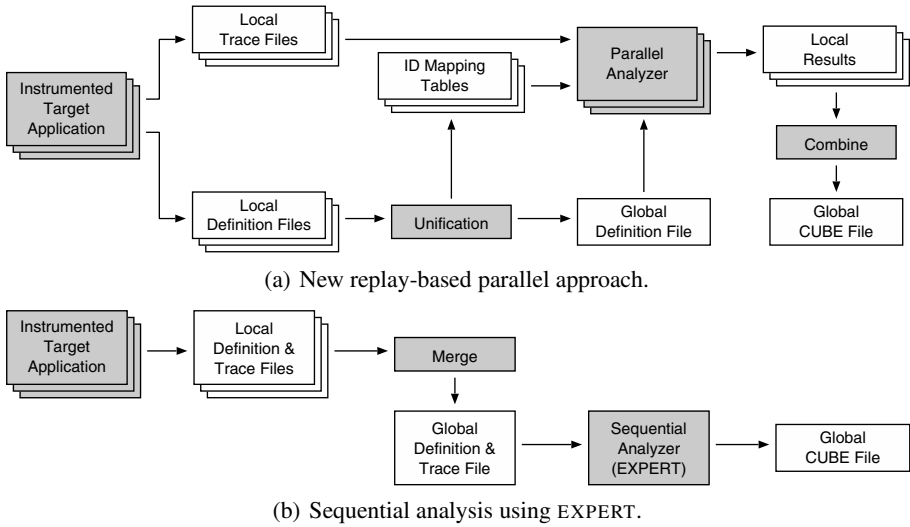 Local
Trace Files
ID Mapping
Tables
Parallel
Analyzer
Local
Results
Instrumented
Target
Application
Combine
Local
Definition Files
Unification
Global
Definition File
Global
CUBE File
(a) New replay-based parallel approach.
Instrumented
Target
Application
Local
Definition &
Trace Files
Merge
Global
Definition &
Trace File
Sequential
Analyzer
(EXPERT)
Global
CUBE File
(b) Sequential analysis using EXPERT.